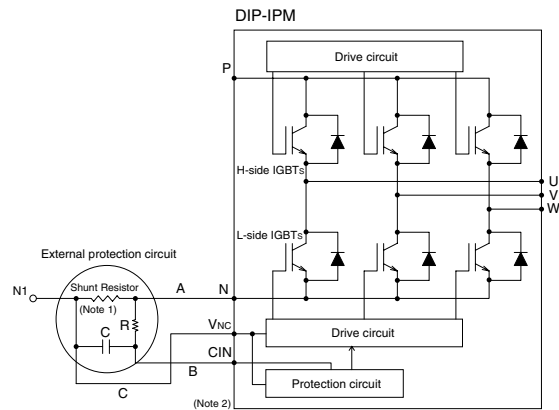 DIP-IPM
Drive circuit
P
H-side IGBTs
U
V
W
L-side IGBTs
External protection circuit
N1
Shunt Resistor
(Note 1)
A
N
R
C
VNC
Drive circuit
CIN
B
C
Protection circuit
(Note 2)